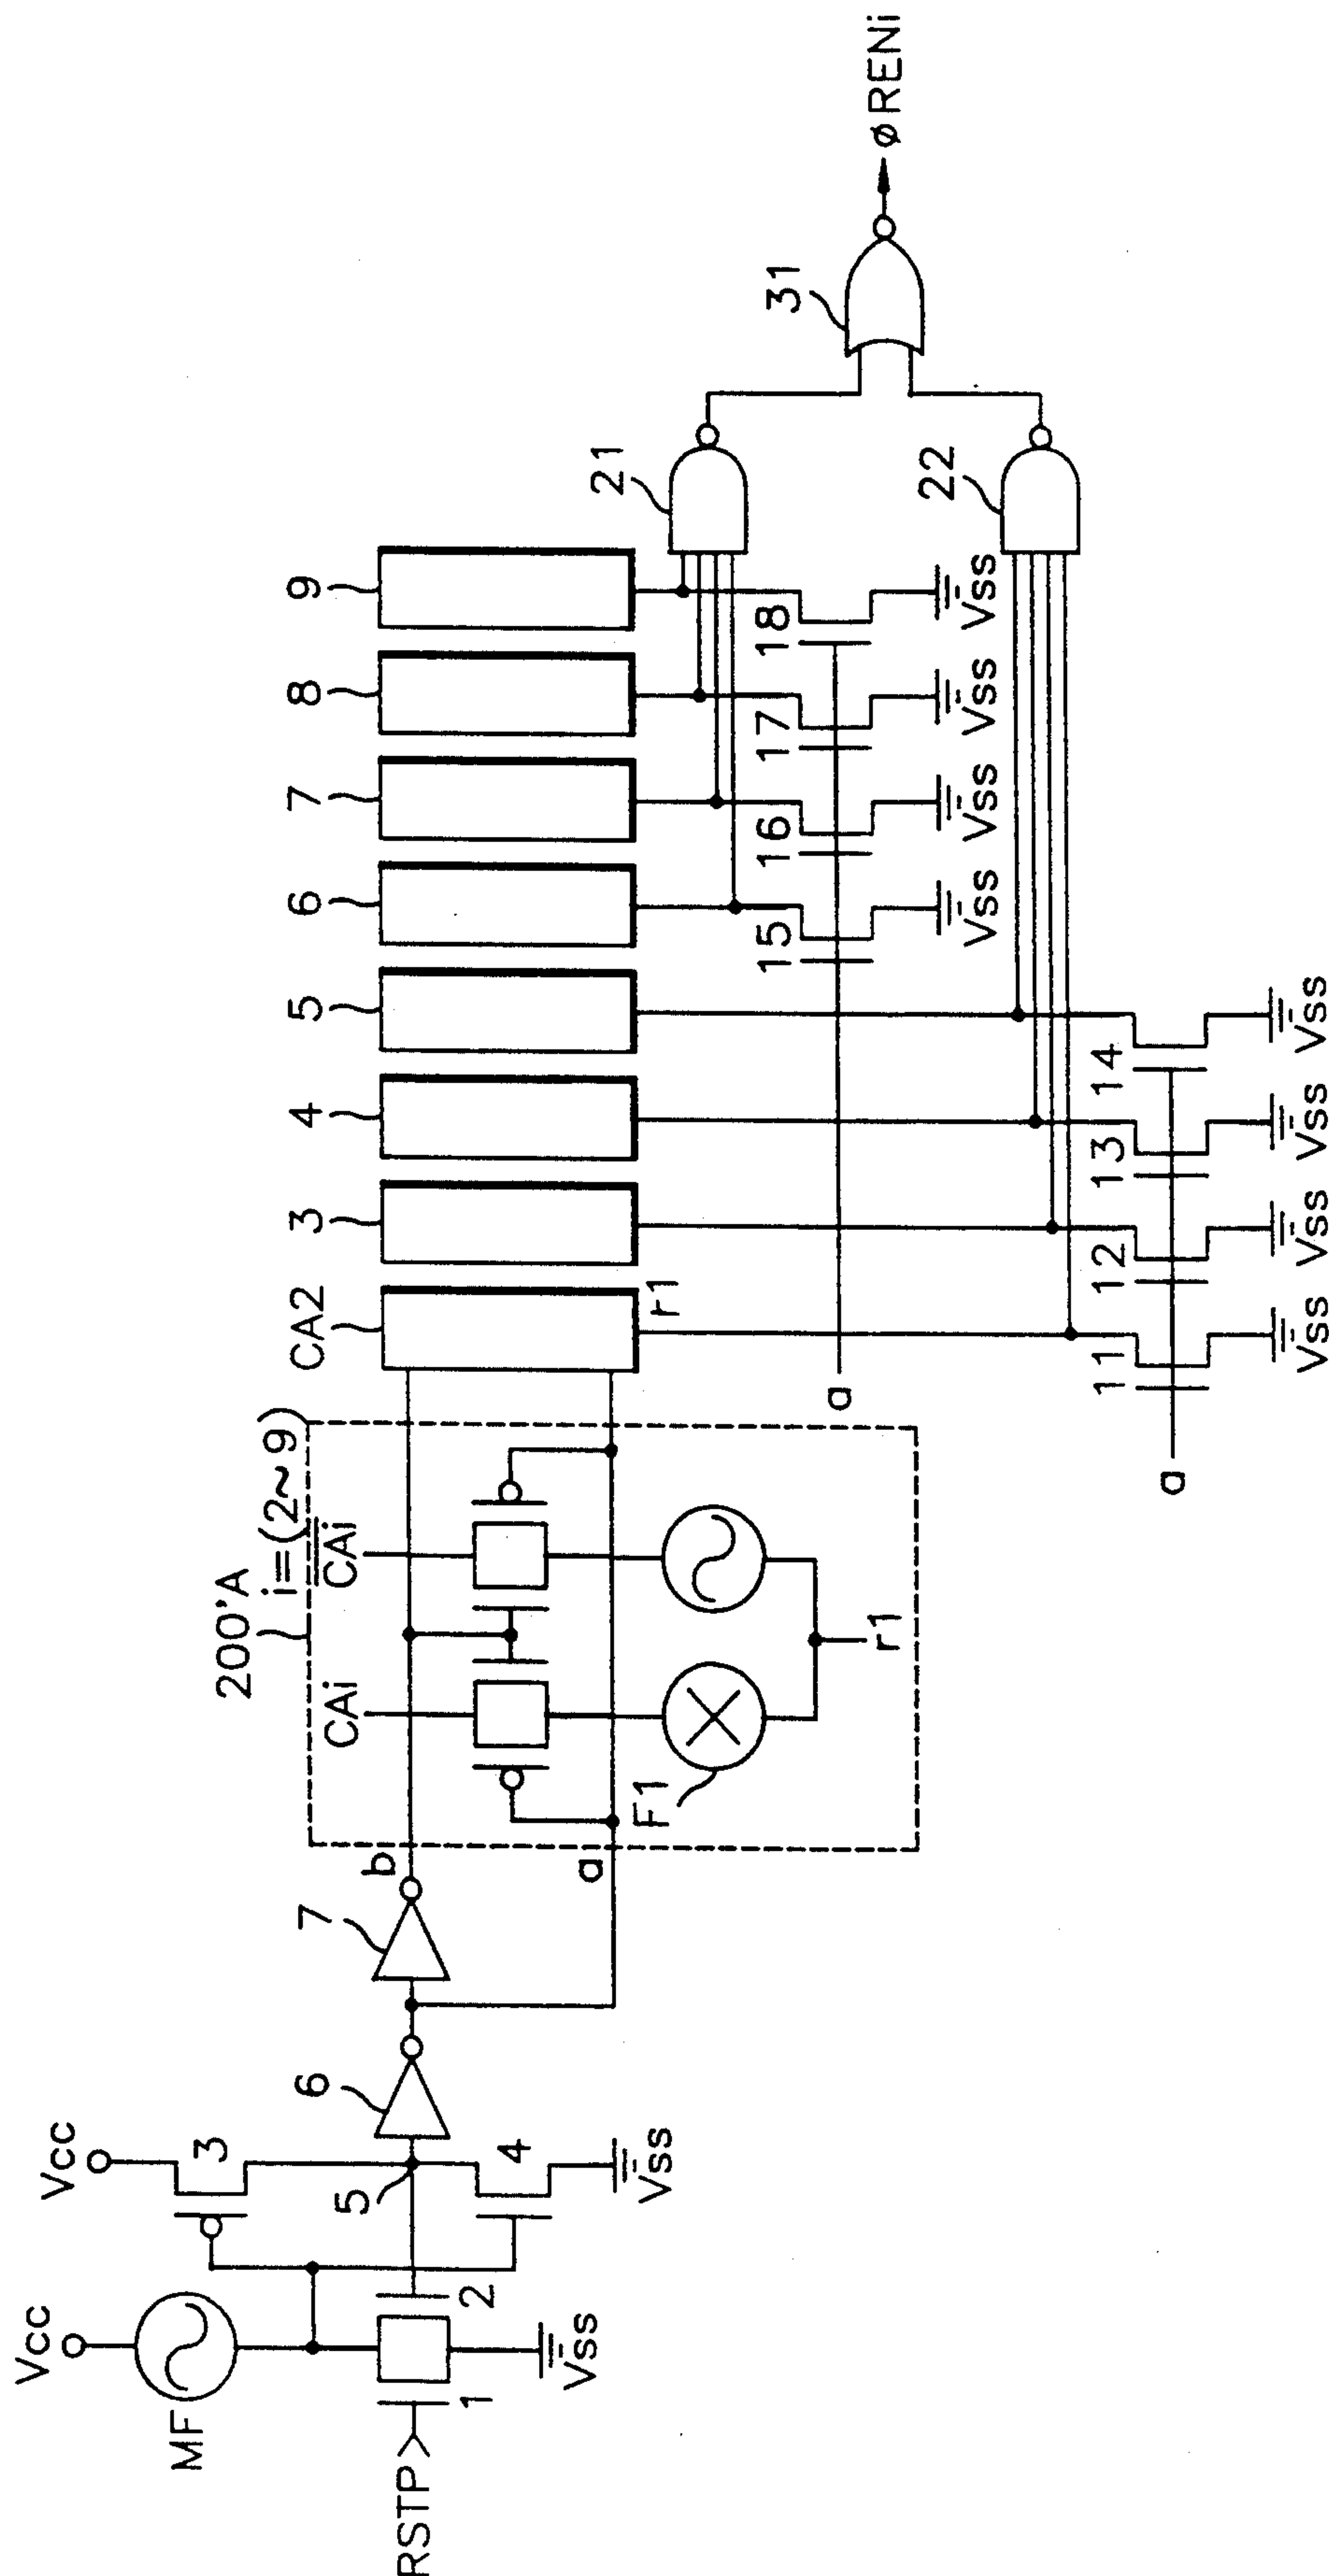 RSTP
MF
Vcc
1
2
Vss
Vcc
3
5
4
Vss
6
7
b
a
200'A
i=(2~9)
CAi
C̅A̅i̅
F1
r1
CA2
3
4
5
6
7
8
9
r1
a
15
16
17
18
Vss
Vss
Vss
Vss
a
11
12
13
14
Vss
Vss
Vss
Vss
21
22
31
øRENi